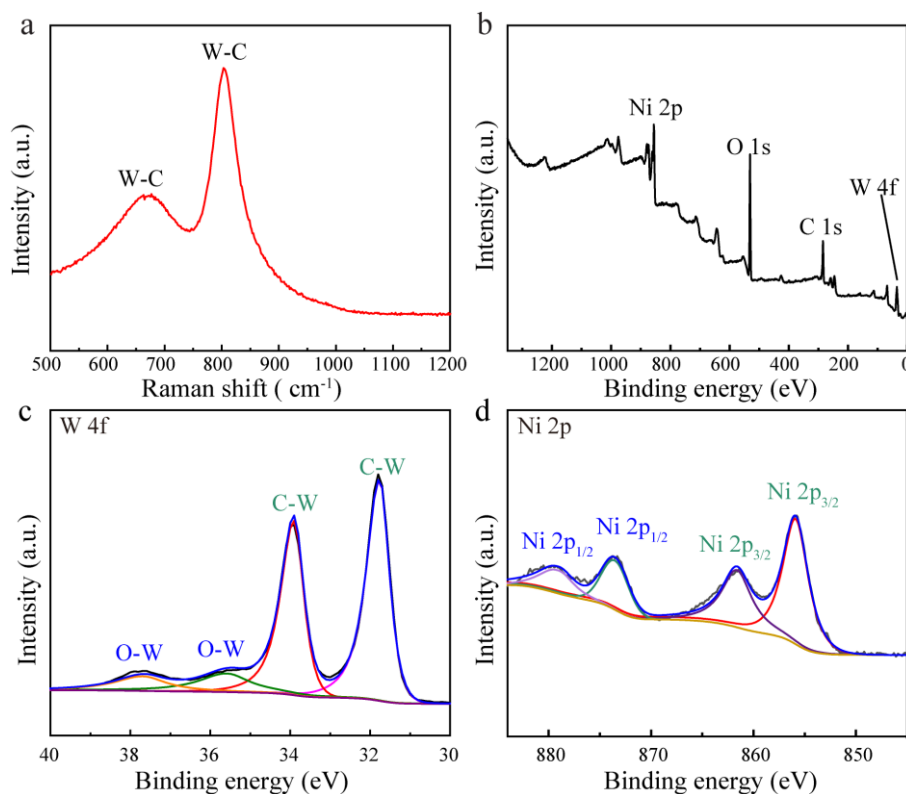 a
W-C
W-C
Intensity (a.u.)
500 600 700 800 900 1000 1100 1200
Raman shift ( cm⁻¹)
b
Ni 2p
O 1s
C 1s
W 4f
Intensity (a.u.)
1200 1000 800 600 400 200 0
Binding energy (eV)
c
W 4f
C-W
C-W
O-W
O-W
Intensity (a.u.)
40 38 36 34 32 30
Binding energy (eV)
d
Ni 2p
Ni 2p₁/₂
Ni 2p₁/₂
Ni 2p₃/₂
Ni 2p₃/₂
Intensity (a.u.)
880 870 860 850
Binding energy (eV)